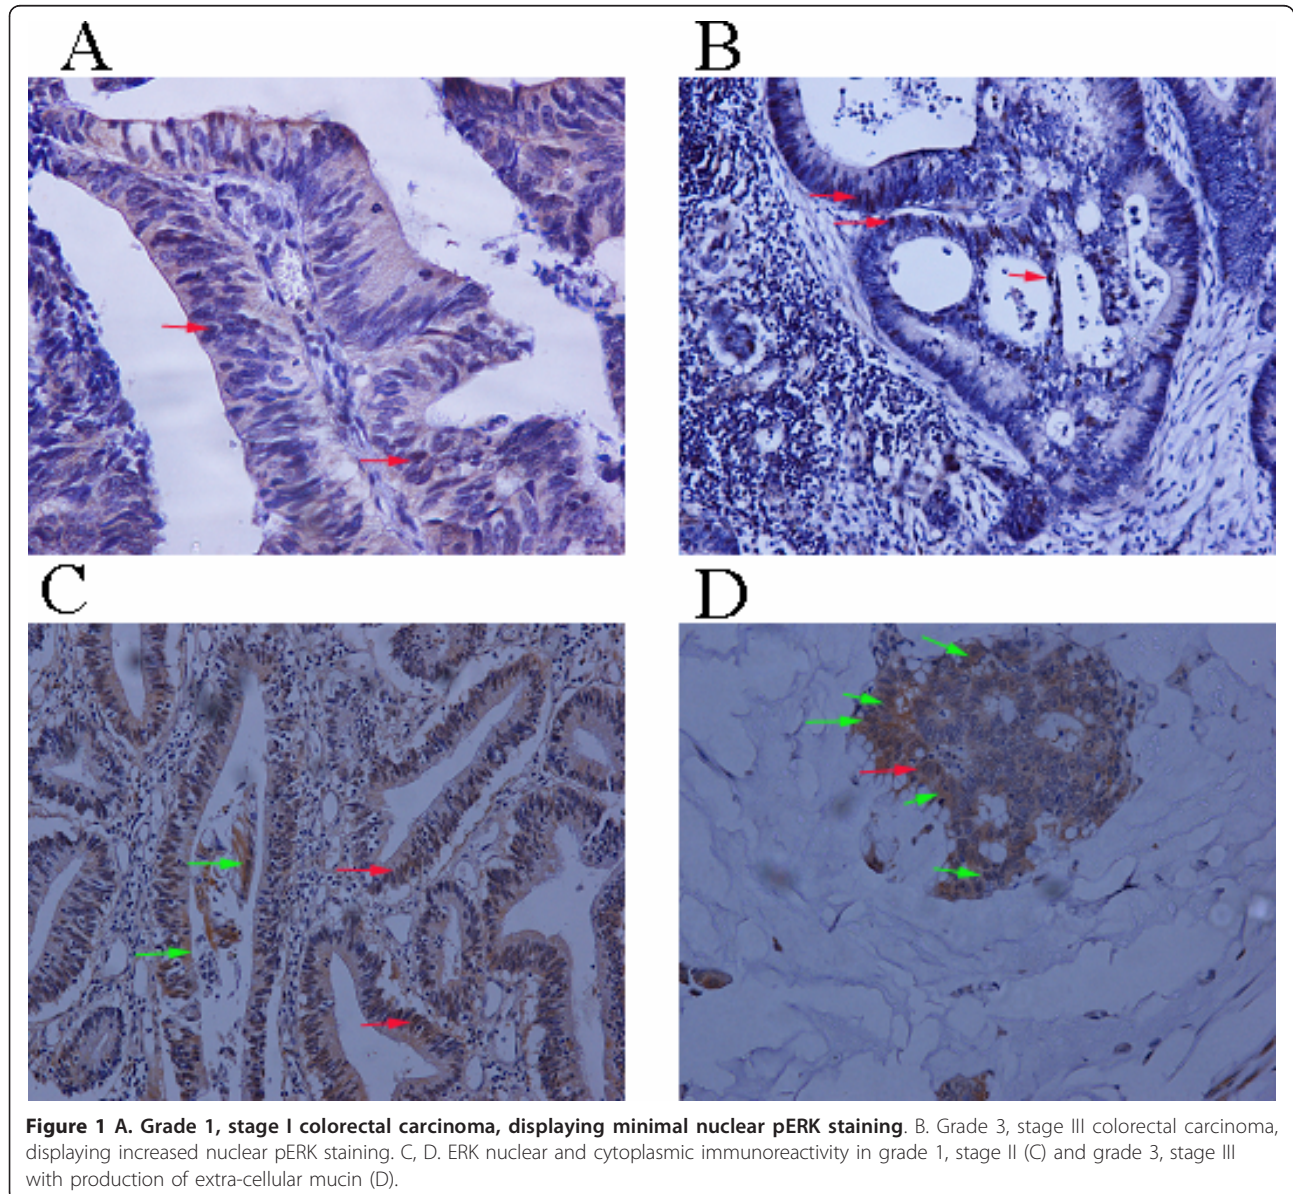 A
B
C
D
Figure 1 A. Grade 1, stage I colorectal carcinoma, displaying minimal nuclear pERK staining. B. Grade 3, stage III colorectal carcinoma,
displaying increased nuclear pERK staining. C, D. ERK nuclear and cytoplasmic immunoreactivity in grade 1, stage II (C) and grade 3, stage III
with production of extra-cellular mucin (D).